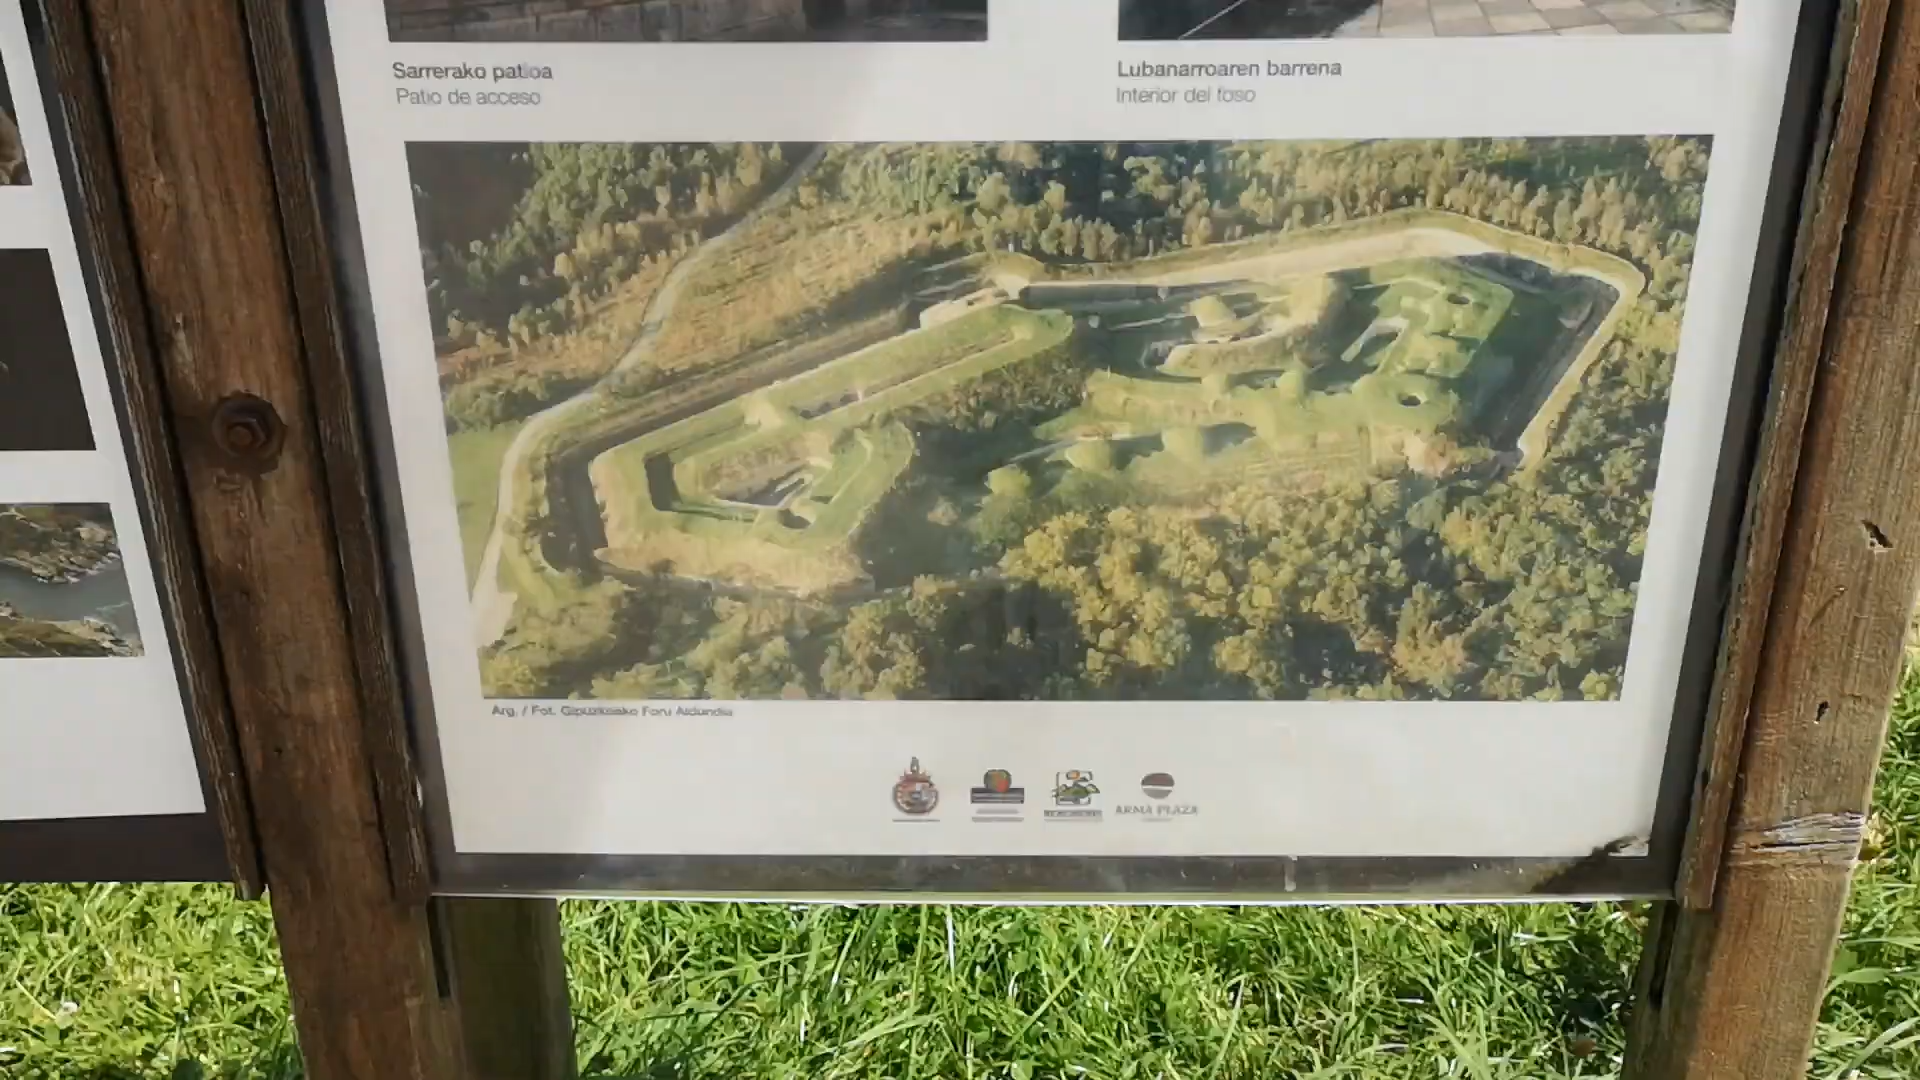 Sarrerako patioa
Patio de acceso
Lubanarroaren barrena
Interior del foso
Arg. / Fot. Gipuzkoako Foru Aldundia
ARMA PLAZA